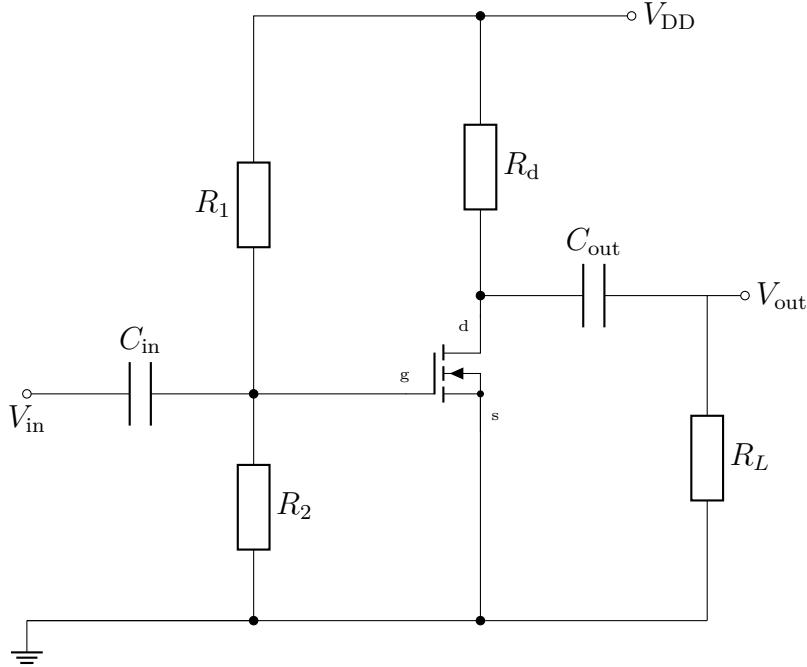 V_DD
R_1
R_d
C_out
V_out
d
C_in
g
V_in
s
R_L
R_2